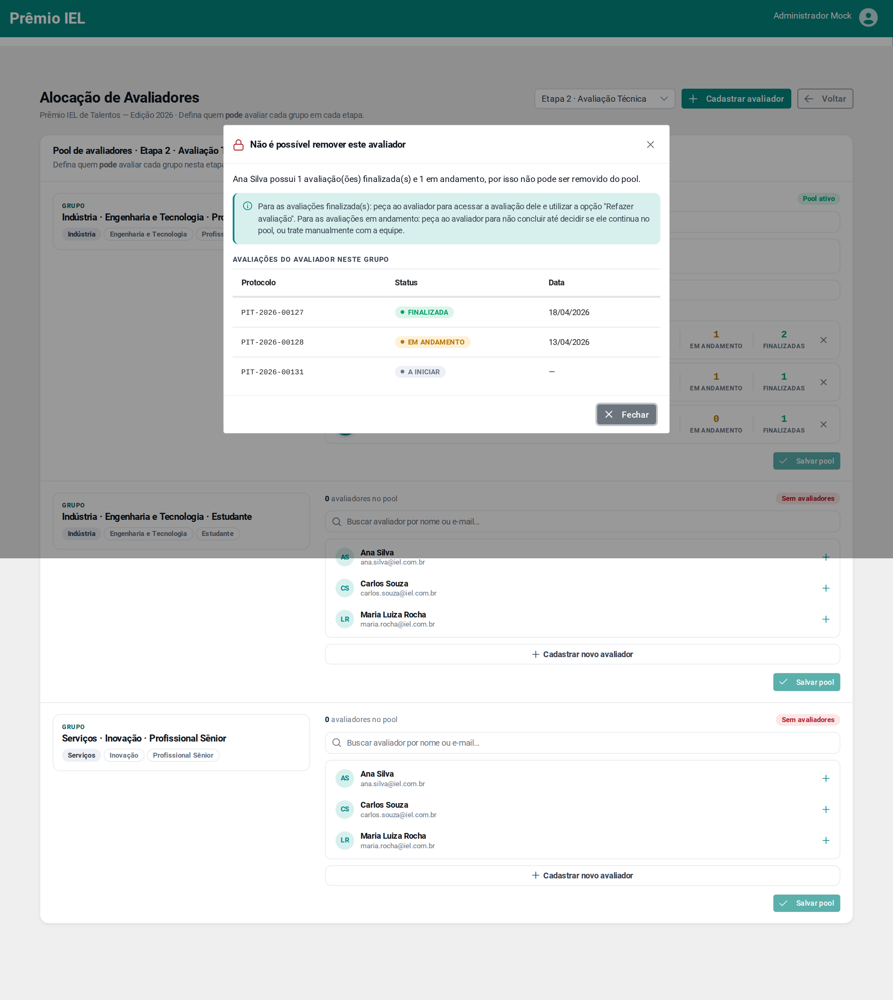 Prêmio IEL
Administrador Mock
Alocação de Avaliadores
Prêmio IEL de Talentos — Edição 2026 · Defina quem pode avaliar cada grupo em cada etapa.
Etapa 2 · Avaliação Técnica
Cadastrar avaliador
Voltar
Pool de avaliadores · Etapa 2 · Avaliação
Defina quem pode avaliar cada grupo nesta
Pool ativo
GRUPO
Indústria · Engenharia e Tecnologia ·
Indústria
Engenharia e Tecnologia
Não é possível remover este avaliador
Ana Silva possui 1 avaliação(ões) finalizada(s) e 1 em andamento, por isso não pode ser removido do pool.
Para as avaliações finalizada(s): peça ao avaliador para acessar a avaliação dele e utilizar a opção "Refazer
avaliação". Para as avaliações em andamento: peça ao avaliador para não concluir até decidir se ele continua no
pool, ou trate manualmente com a equipe.
AVALIAÇÕES DO AVALIADOR NESTE GRUPO
Protocolo Status Data
PIT-2026-00127 FINALIZADA 18/04/2026
PIT-2026-00128 EM ANDAMENTO 13/04/2026
PIT-2026-00131 A INICIAR —
Fechar
1 2
EM ANDAMENTO FINALIZADAS
1 1
EM ANDAMENTO FINALIZADAS
0 1
EM ANDAMENTO FINALIZADAS
Salvar pool
GRUPO
Indústria · Engenharia e Tecnologia · Estudante
Indústria
Engenharia e Tecnologia
Estudante
0 avaliadores no pool
Sem avaliadores
Buscar avaliador por nome ou e-mail...
AS
Ana Silva
ana.silva@iel.com.br
CS
Carlos Souza
carlos.souza@iel.com.br
LR
Maria Luiza Rocha
maria.rocha@iel.com.br
Cadastrar novo avaliador
Salvar pool
GRUPO
Serviços · Inovação · Profissional Sênior
Serviços
Inovação
Profissional Sênior
0 avaliadores no pool
Sem avaliadores
Buscar avaliador por nome ou e-mail...
AS
Ana Silva
ana.silva@iel.com.br
CS
Carlos Souza
carlos.souza@iel.com.br
LR
Maria Luiza Rocha
maria.rocha@iel.com.br
Cadastrar novo avaliador
Salvar pool